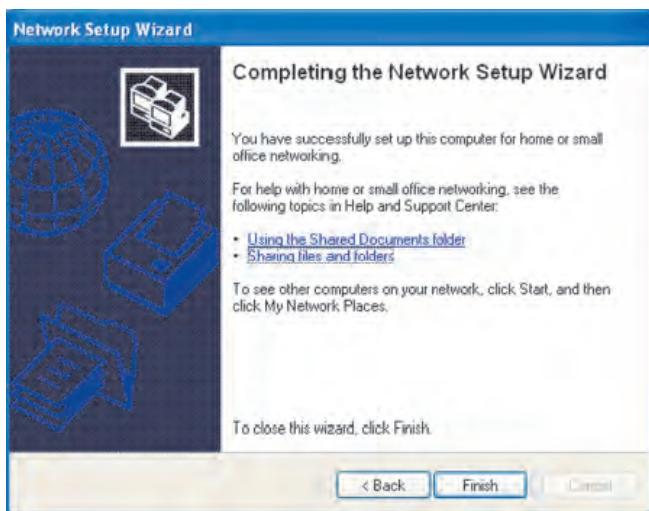 Network Setup Wizard
Completing the Network Setup Wizard
You have successfully set up this computer for home or small
office networking.
For help with home or small office networking, see the
following topics in Help and Support Center:
• Using the Shared Documents folder
• Sharing files and folders
To see other computers on your network, click Start, and then
click My Network Places.
To close this wizard, click Finish.
< Back Finish Cancel